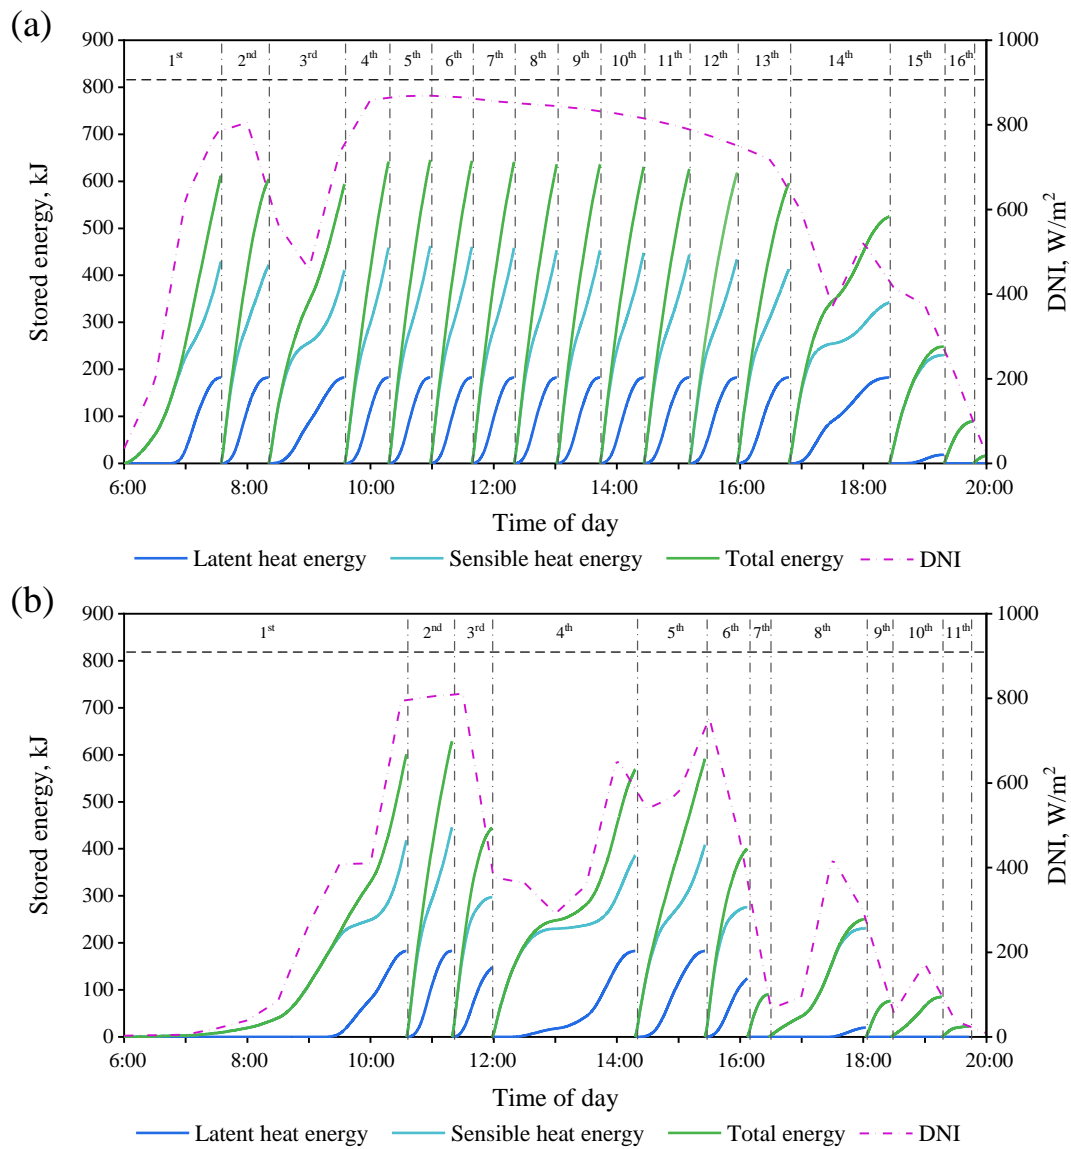 (a)
900
800
700
600
500
400
300
200
100
0
Stored energy, kJ
1st 2nd 3rd 4th 5th 6th 7th 8th 9th 10th 11th 12th 13th 14th 15th 16th
1000
800
600
400
200
0
DNI, W/m2
6:00 8:00 10:00 12:00 14:00 16:00 18:00 20:00
Time of day
Latent heat energy Sensible heat energy Total energy DNI
(b)
900
800
700
600
500
400
300
200
100
0
Stored energy, kJ
1st 2nd 3rd 4th 5th 6th 7th 8th 9th 10th 11th
1000
800
600
400
200
0
DNI, W/m2
6:00 8:00 10:00 12:00 14:00 16:00 18:00 20:00
Time of day
Latent heat energy Sensible heat energy Total energy DNI